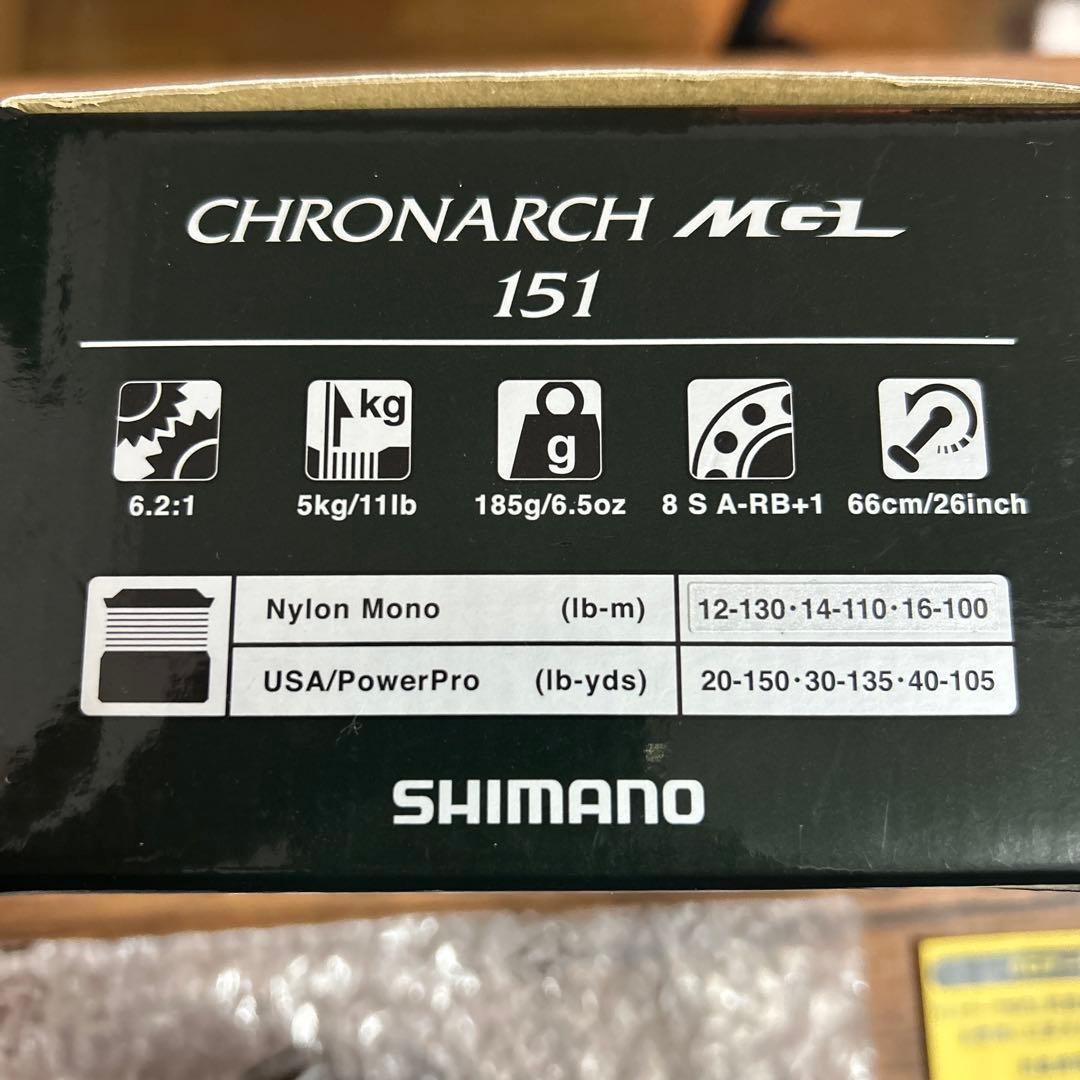 CHRONARCH MGL
151
kg
g
6.2:1 5kg/11lb 185g/6.5oz 8 S A-RB+1 66cm/26inch
Nylon Mono (lb-m) 12-130·14-110·16-100
USA/PowerPro (lb-yds) 20-150·30-135·40-105
SHIMANO